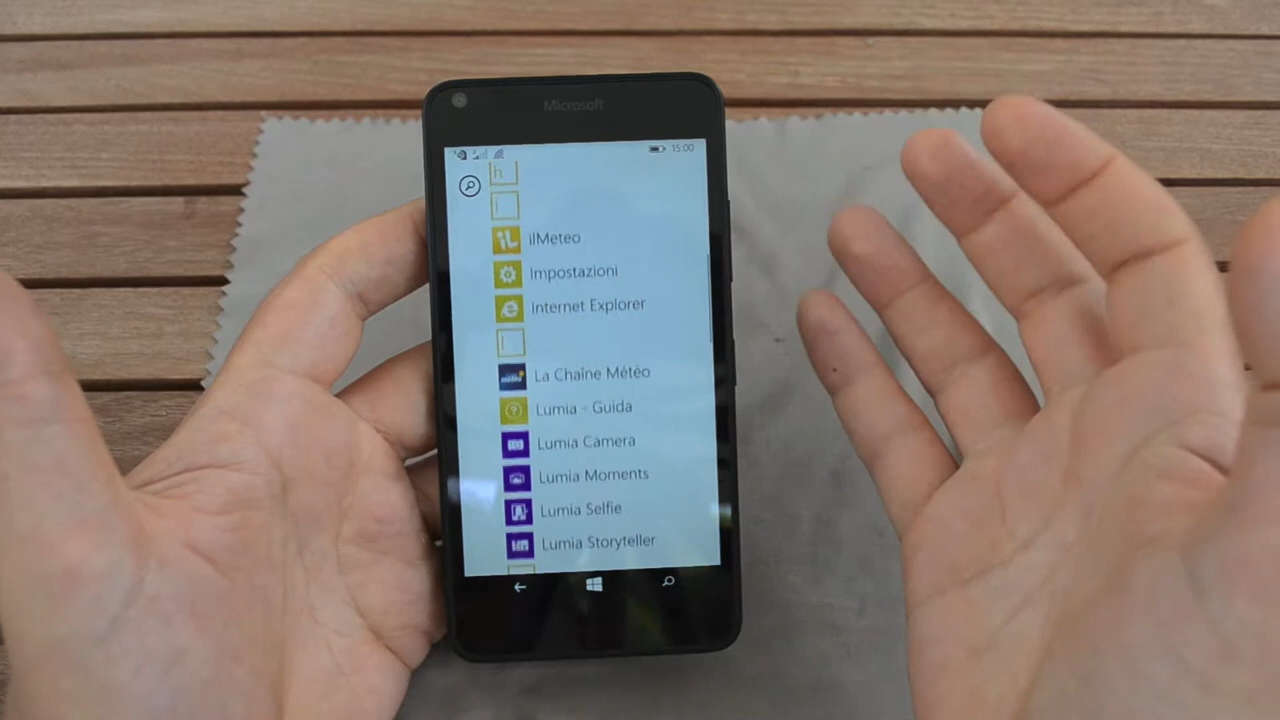 Microsoft
15:00
h
i
ilMeteo
Impostazioni
Internet Explorer
l
La Chaîne Météo
Lumia - Guida
Lumia Camera
Lumia Moments
Lumia Selfie
Lumia Storyteller